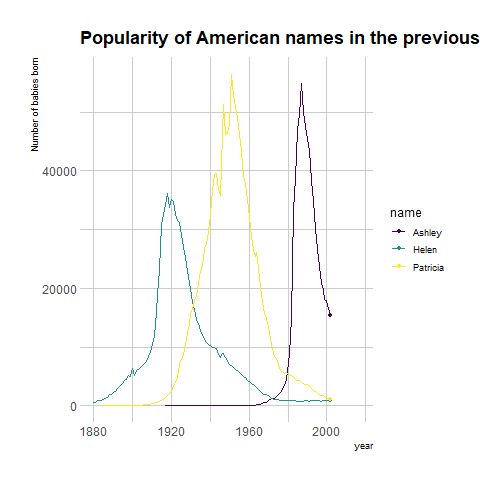 Popularity of American names in the previous
Number of babies born
40000
20000
0
1880
1920
1960
2000
year
name
Ashley
Helen
Patricia